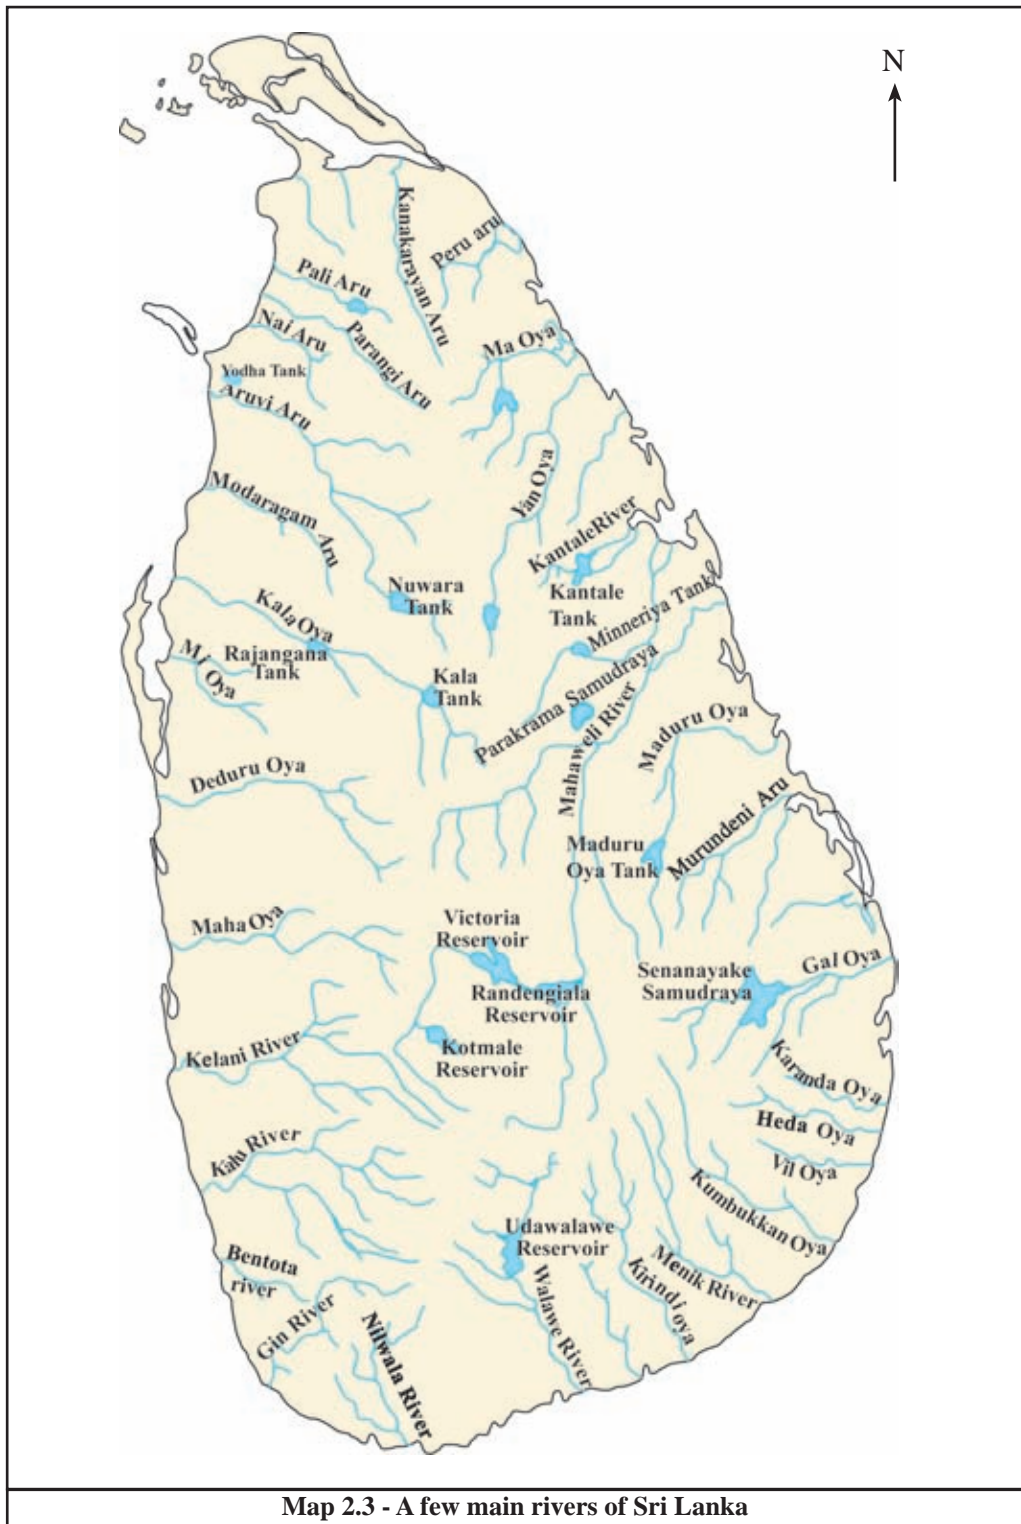 N
Kanakarayan Aru
Peru aru
Pali Aru
Nai Aru
Parangi Aru
Ma Oya
Yodha Tank
Aruvi Aru
Yan Oya
Modaragam Aru
Kantale River
Nuwara
Tank
Kantale
Tank
Kala Oya
Minneriya Tank
Mi Oya
Rajangana
Tank
Kala
Tank
Parakrama Samudraya
Mahaweli River
Maduru Oya
Deduru Oya
Murundeni Aru
Maduru
Oya Tank
Maha Oya
Victoria
Reservoir
Gal Oya
Senanayake
Samudraya
Randengiala
Reservoir
Kelani River
Kotmale
Reservoir
Karanda Oya
Heda Oya
Kalu River
Vil Oya
Kumbukkan Oya
Udawalawe
Reservoir
Bentota
river
Menik River
Kirindi oya
Walawe River
Gin River
Nilwala River
Map 2.3 - A few main rivers of Sri Lanka